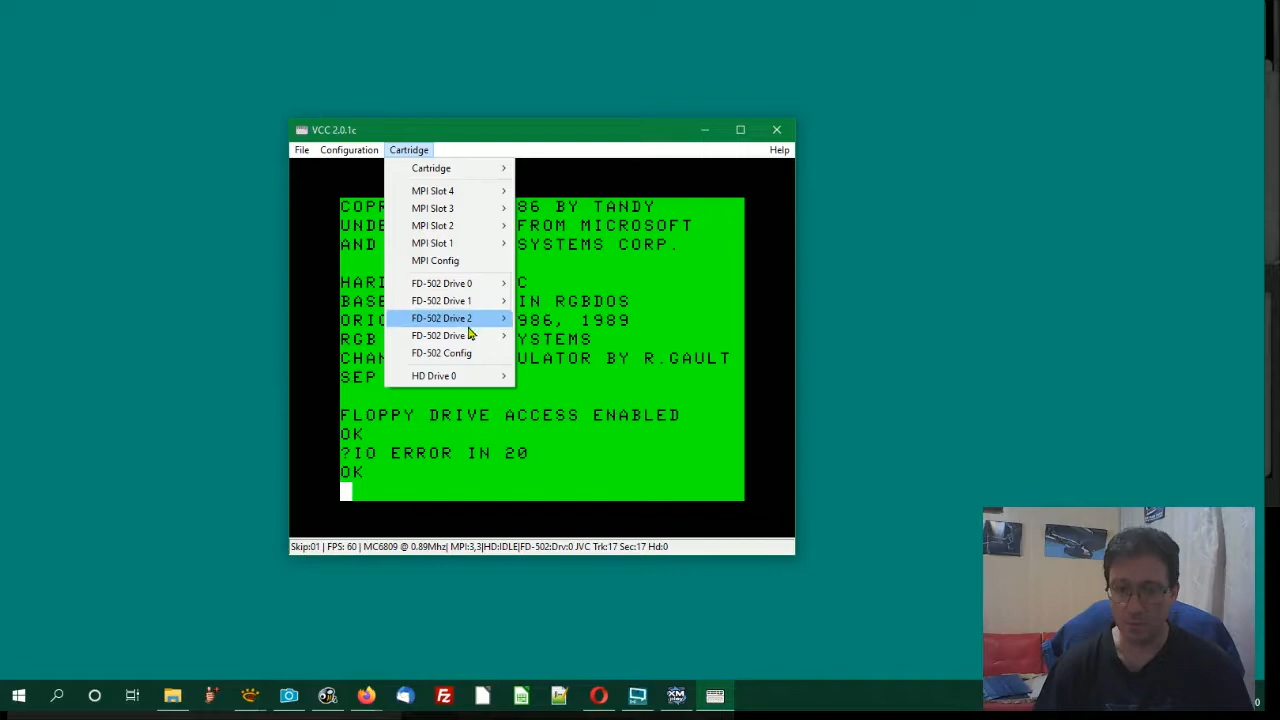 VCC 2.0.1c
File Configuration Cartridge Help
Cartridge
MPI Slot 4
MPI Slot 3
MPI Slot 2
MPI Slot 1
MPI Config
FD-502 Drive 0
FD-502 Drive 1
FD-502 Drive 2
FD-502 Drive
FD-502 Config
HD Drive 0
COPR 86 BY TANDY
UNDE FROM MICROSOFT
AND SYSTEMS CORP.
HARD C
BASE IN RGBDOS
ORIG 986, 1989
RGB SYSTEMS
CHAN ULATOR BY R.GAULT
SEP
FLOPPY DRIVE ACCESS ENABLED
OK
?IO ERROR IN 20
OK
Skip:01 | FPS: 60 | MC6809 @ 0.89Mhz| MPI:3,3|HD:IDLE|FD-502:Drv:0 JVC Trk:17 Sec:17 Hd:0